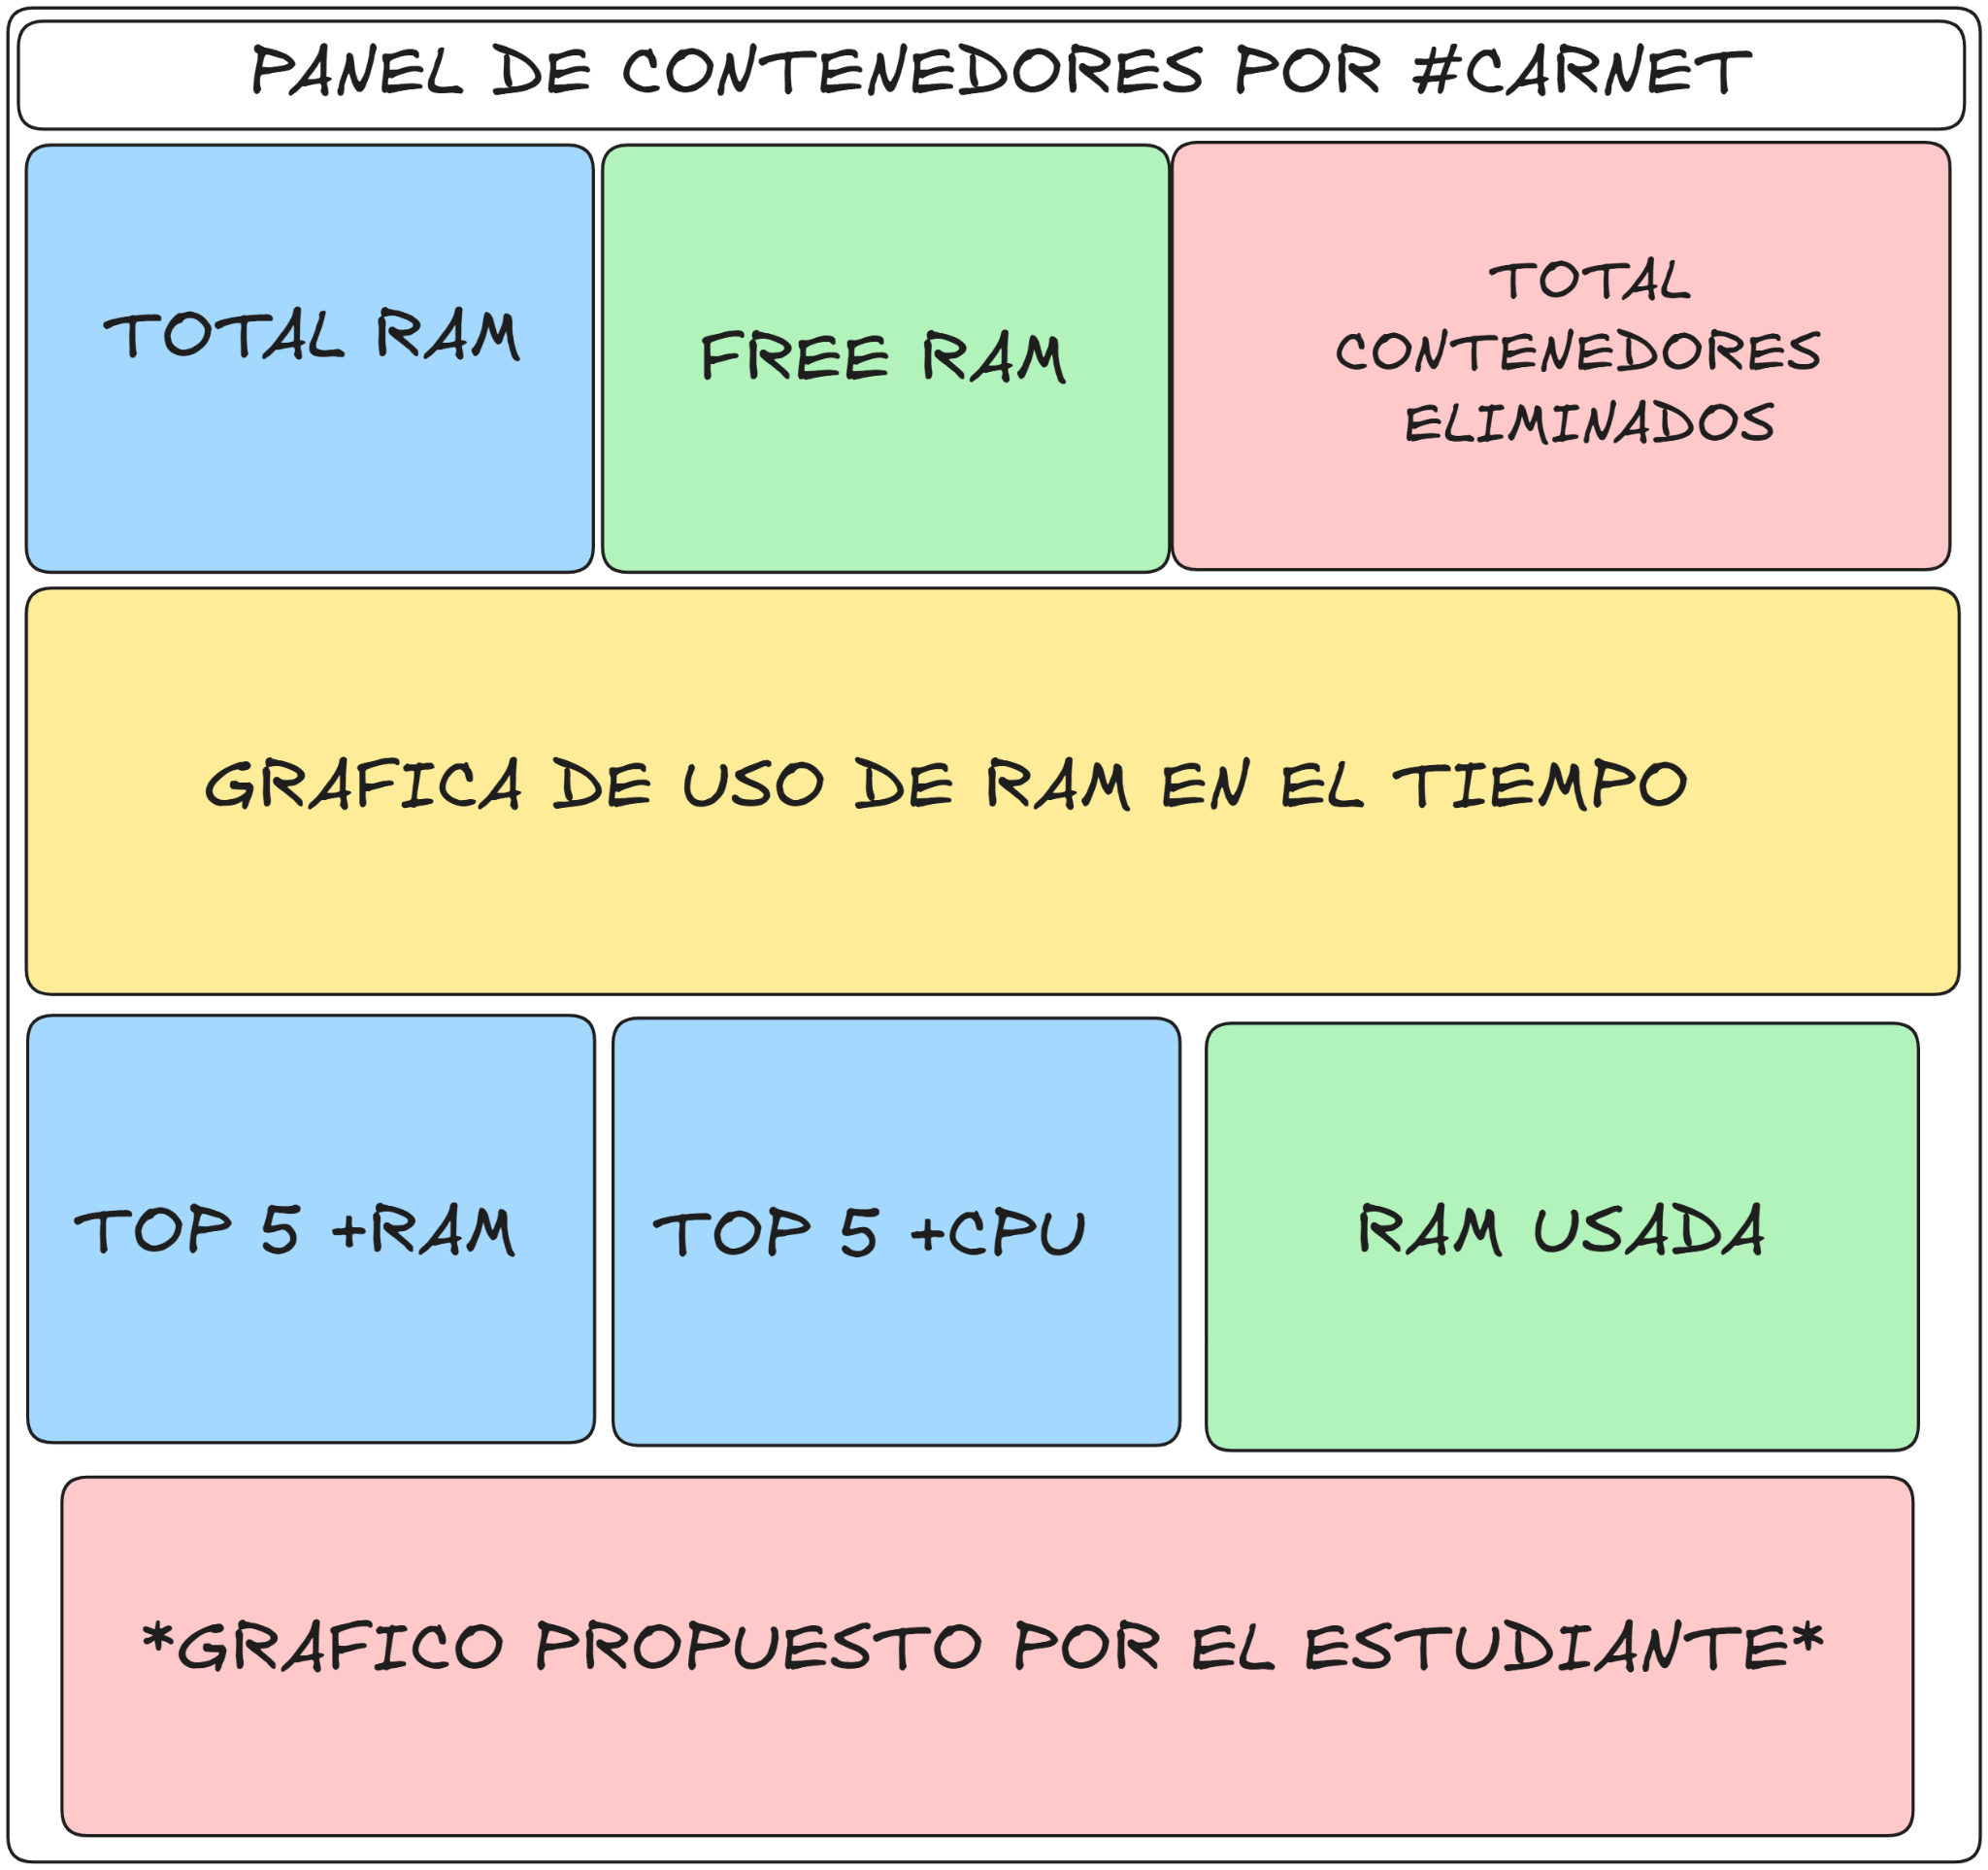 PANEL DE CONTENEDORES POR #CARNET
TOTAL RAM
FREE RAM
TOTAL
CONTENEDORES
ELIMINADOS
GRAFICA DE USO DE RAM EN EL TIEMPO
TOP 5 +RAM
TOP 5 +CPU
RAM USADA
*GRAFICO PROPUESTO POR EL ESTUDIANTE*